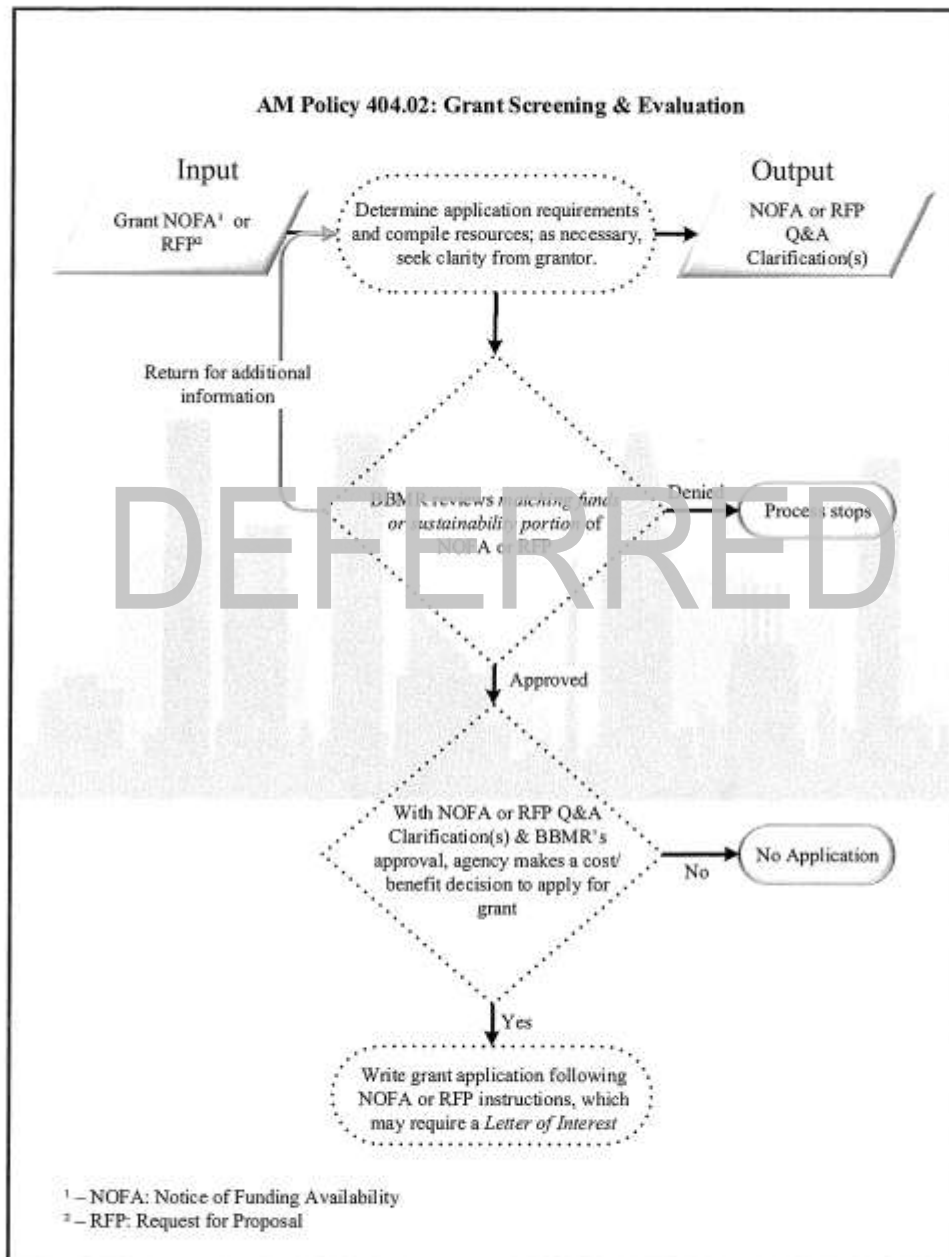 AM Policy 404.02: Grant Screening & Evaluation
Input
Output
Grant NOFA¹ or
RFP²
Determine application requirements
and compile resources; as necessary,
seek clarity from grantor.
NOFA or RFP
Q&A
Clarification(s)
Return for additional
information
BBMR reviews matching funds
or sustainability portion of
NOFA or RFP
Denied
Process stops
DEFERRED
Approved
With NOFA or RFP Q&A
Clarification(s) & BBMR's
approval, agency makes a cost/
benefit decision to apply for
grant
No
No Application
Yes
Write grant application following
NOFA or RFP instructions, which
may require a Letter of Interest
¹ – NOFA: Notice of Funding Availability
² – RFP: Request for Proposal